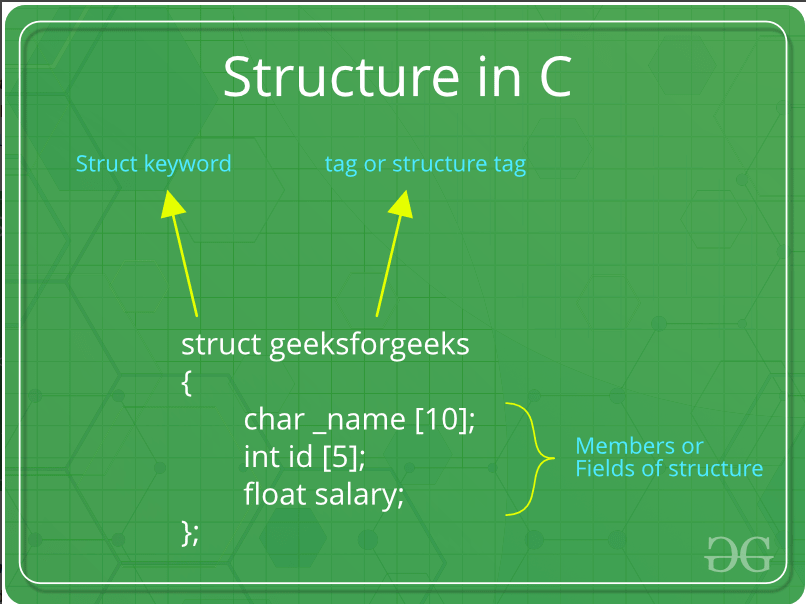 Structure in C
Struct keyword
tag or structure tag
struct geeksforgeeks
{
char _name [10];
int id [5];
float salary;
};
Members or
Fields of structure
GG